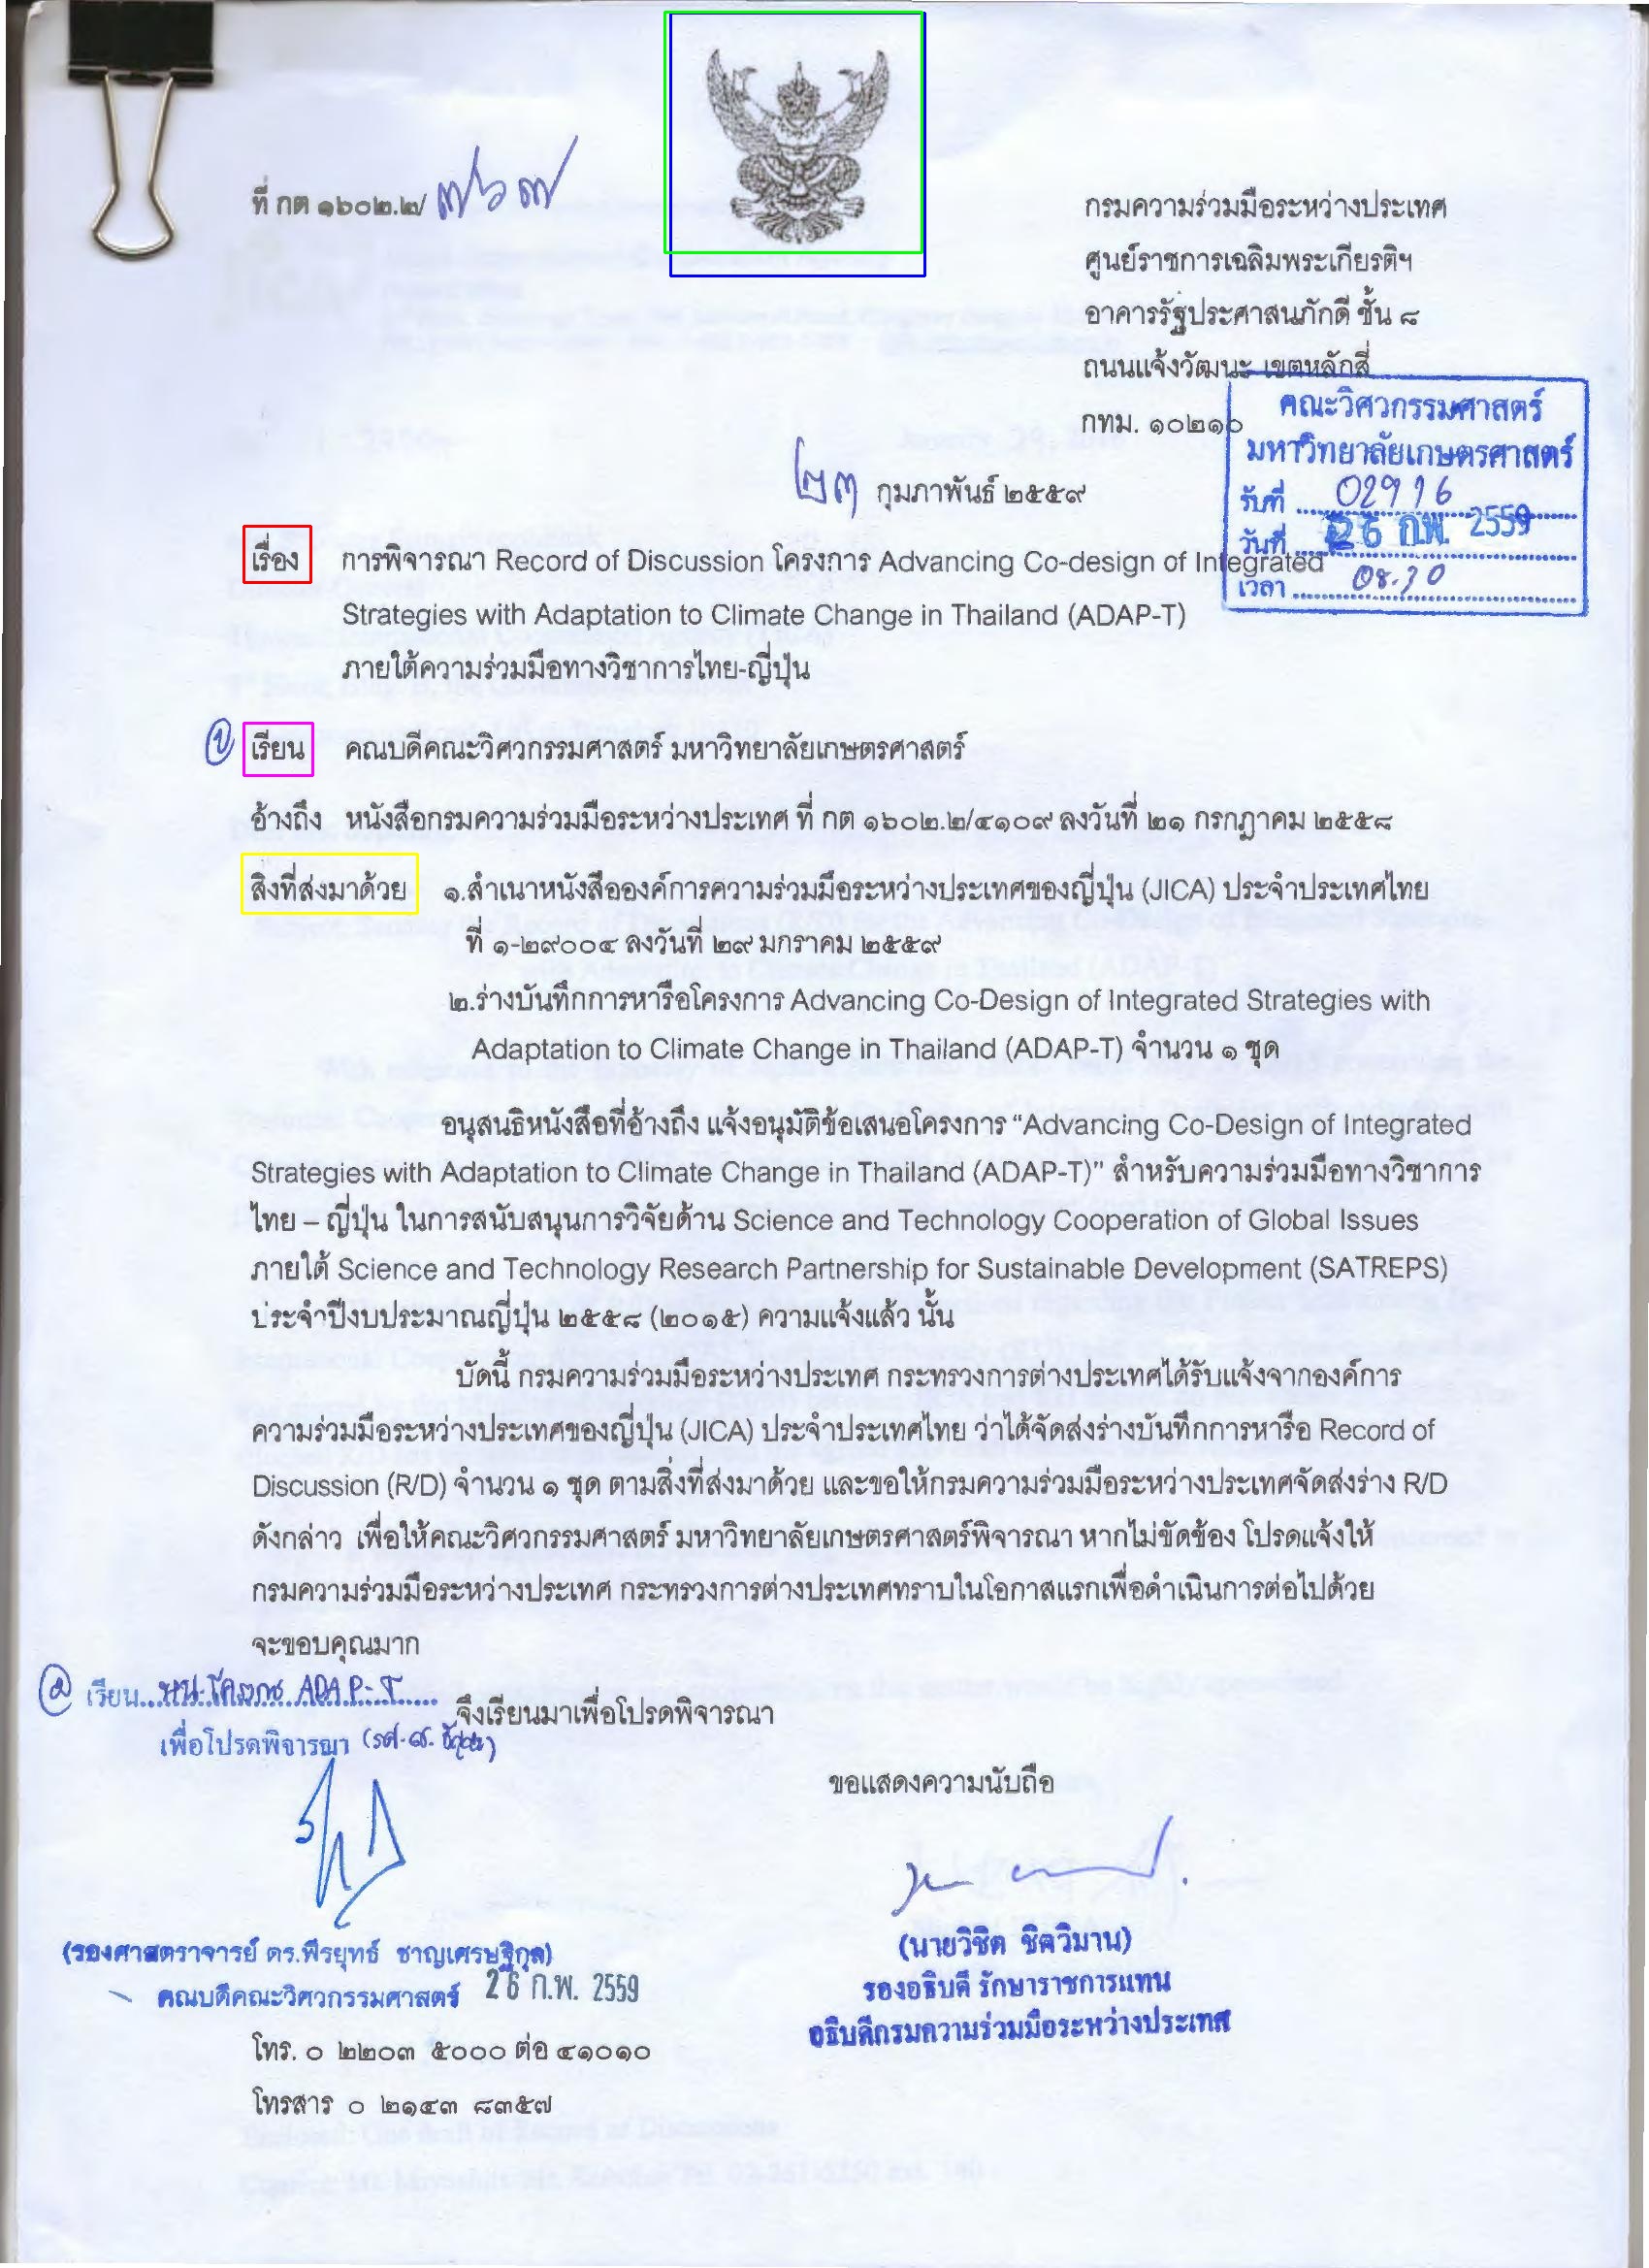 ที่ กต ๑๖๐๒.๒/ ๗๖๗
กรมความร่วมมือระหว่างประเทศ
ศูนย์ราชการเฉลิมพระเกียรติฯ
อาคารรัฐประศาสนภักดี ชั้น ๘
ถนนแจ้งวัฒนะ เขตหลักสี่
กทม. ๑๐๒๑๐
คณะวิศวกรรมศาสตร์
มหาวิทยาลัยเกษตรศาสตร์
รับที่ 02916
วันที่ 26 ก.พ. 2559
เวลา 08.30
๒๓ กุมภาพันธ์ ๒๕๕๙
เรื่อง การพิจารณา Record of Discussion โครงการ Advancing Co-design of Integrated
Strategies with Adaptation to Climate Change in Thailand (ADAP-T)
ภายใต้ความร่วมมือทางวิชาการไทย-ญี่ปุ่น
เรียน คณบดีคณะวิศวกรรมศาสตร์ มหาวิทยาลัยเกษตรศาสตร์
อ้างถึง หนังสือกรมความร่วมมือระหว่างประเทศ ที่ กต ๑๖๐๒.๒/๔๑๐๙ ลงวันที่ ๒๑ กรกฎาคม ๒๕๕๘
สิ่งที่ส่งมาด้วย ๑.สำเนาหนังสือองค์การความร่วมมือระหว่างประเทศของญี่ปุ่น (JICA) ประจำประเทศไทย
ที่ ๑-๒๙๐๐๔ ลงวันที่ ๒๙ มกราคม ๒๕๕๙
๒.ร่างบันทึกการหารือโครงการ Advancing Co-Design of Integrated Strategies with
Adaptation to Climate Change in Thailand (ADAP-T) จำนวน ๑ ชุด
อนุสนธิหนังสือที่อ้างถึง แจ้งอนุมัติข้อเสนอโครงการ “Advancing Co-Design of Integrated
Strategies with Adaptation to Climate Change in Thailand (ADAP-T)” สำหรับความร่วมมือทางวิชาการ
ไทย – ญี่ปุ่น ในการสนับสนุนการวิจัยด้าน Science and Technology Cooperation of Global Issues
ภายใต้ Science and Technology Research Partnership for Sustainable Development (SATREPS)
ประจำปีงบประมาณญี่ปุ่น ๒๕๕๘ (๒๐๑๕) ความแจ้งแล้ว นั้น
บัดนี้ กรมความร่วมมือระหว่างประเทศ กระทรวงการต่างประเทศได้รับแจ้งจากองค์การ
ความร่วมมือระหว่างประเทศของญี่ปุ่น (JICA) ประจำประเทศไทย ว่าได้จัดส่งร่างบันทึกการหารือ Record of
Discussion (R/D) จำนวน ๑ ชุด ตามสิ่งที่ส่งมาด้วย และขอให้กรมความร่วมมือระหว่างประเทศจัดส่งร่าง R/D
ดังกล่าว เพื่อให้คณะวิศวกรรมศาสตร์ มหาวิทยาลัยเกษตรศาสตร์พิจารณา หากไม่ขัดข้อง โปรดแจ้งให้
กรมความร่วมมือระหว่างประเทศ กระทรวงการต่างประเทศทราบในโอกาสแรกเพื่อดำเนินการต่อไปด้วย
จะขอบคุณมาก
๒ เรียน หน.โครงการ ADAP-T
จึงเรียนมาเพื่อโปรดพิจารณา
เพื่อโปรดพิจารณา
ขอแสดงความนับถือ
(นายวิชิต ชิตวิมาน)
รองอธิบดี รักษาราชการแทน
อธิบดีกรมความร่วมมือระหว่างประเทศ
(รองศาสตราจารย์ ดร.พีรยุทธ์ ชาญเศรษฐิกุล)
คณบดีคณะวิศวกรรมศาสตร์ 26 ก.พ. 2559
โทร. ๐ ๒๒๐๓ ๕๐๐๐ ต่อ ๔๑๐๑๐
โทรสาร ๐ ๒๑๔๓ ๘๓๕๗